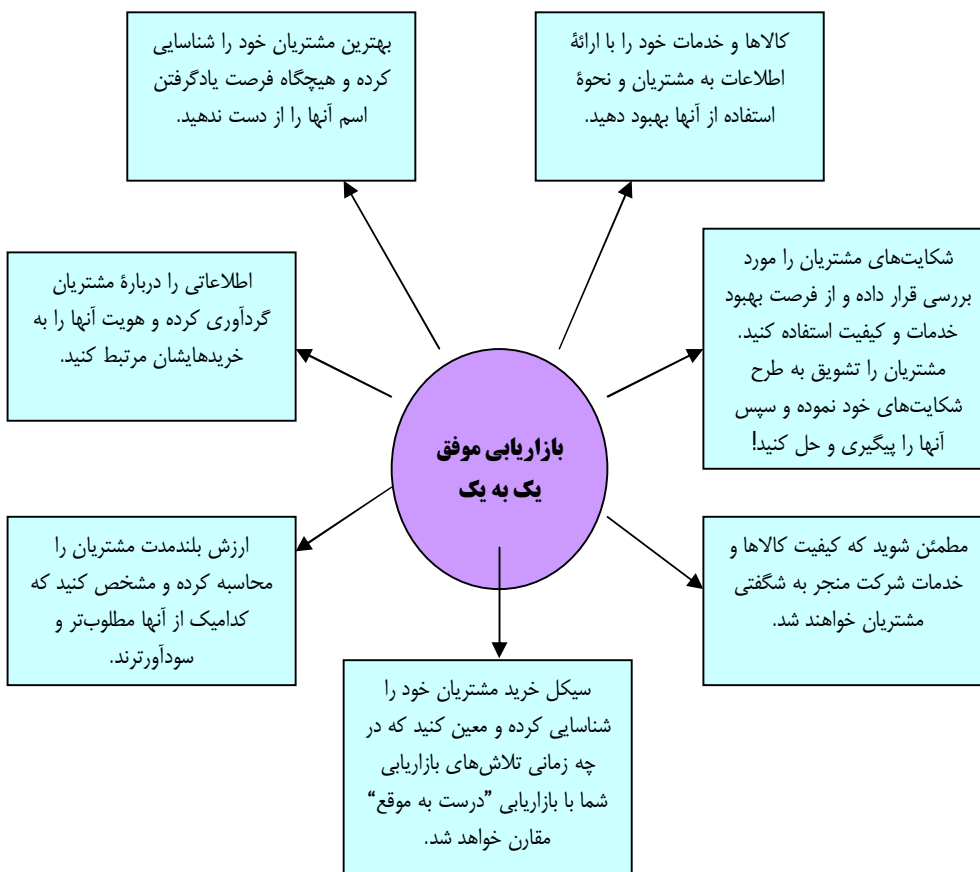 کالاها و خدمات خود را با ارائهٔ
اطلاعات به مشتریان و نحوهٔ
استفاده از آنها بهبود دهید.
بهترین مشتریان خود را شناسایی
کرده و هیچگاه فرصت یادگرفتن
اسم آنها را از دست ندهید.
شکایت‌های مشتریان را مورد
بررسی قرار داده و از فرصت بهبود
خدمات و کیفیت استفاده کنید.
مشتریان را تشویق به طرح
شکایت‌های خود نموده و سپس
آنها را پیگیری و حل کنید!
اطلاعاتی را دربارهٔ مشتریان
گردآوری کرده و هویت آنها را به
خریدهایشان مرتبط کنید.
بازاریابی موفق
یک به یک
مطمئن شوید که کیفیت کالاها و
خدمات شرکت منجر به شگفتی
مشتریان خواهند شد.
ارزش بلندمدت مشتریان را
محاسبه کرده و مشخص کنید که
کدامیک از آنها مطلوب‌تر و
سودآورترند.
سیکل خرید مشتریان خود را
شناسایی کرده و معین کنید که در
چه زمانی تلاش‌های بازاریابی
شما با بازاریابی ”درست به موقع“
مقارن خواهد شد.